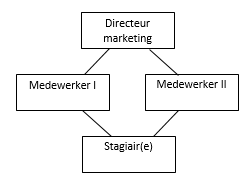 Directeur
marketing
Medewerker I
Medewerker II
Stagiair(e)